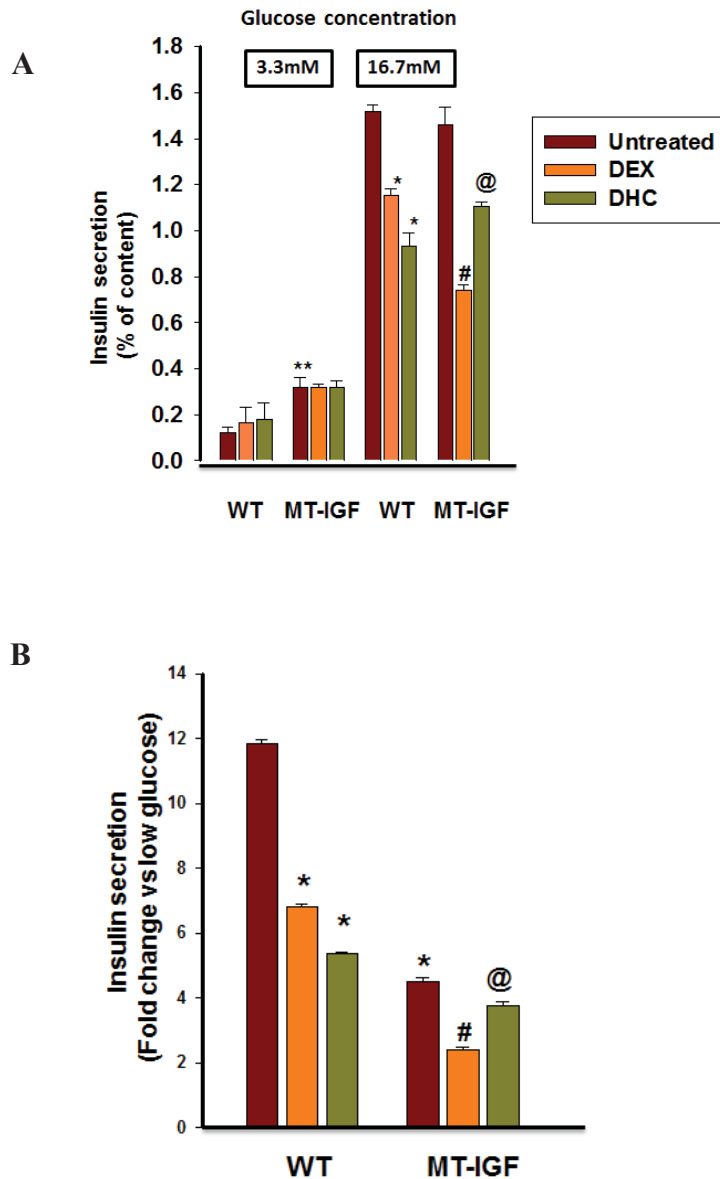 Glucose concentration
A
3.3mM 16.7mM
Untreated
DEX
DHC
Insulin secretion
(% of content)
1.8
1.6
1.4
1.2
1.0
0.8
0.6
0.4
0.2
0.0
**
*
*
#
@
WT MT-IGF WT MT-IGF
B
Insulin secretion
(Fold change vs low glucose)
14
12
10
8
6
4
2
0
*
*
*
#
@
WT MT-IGF